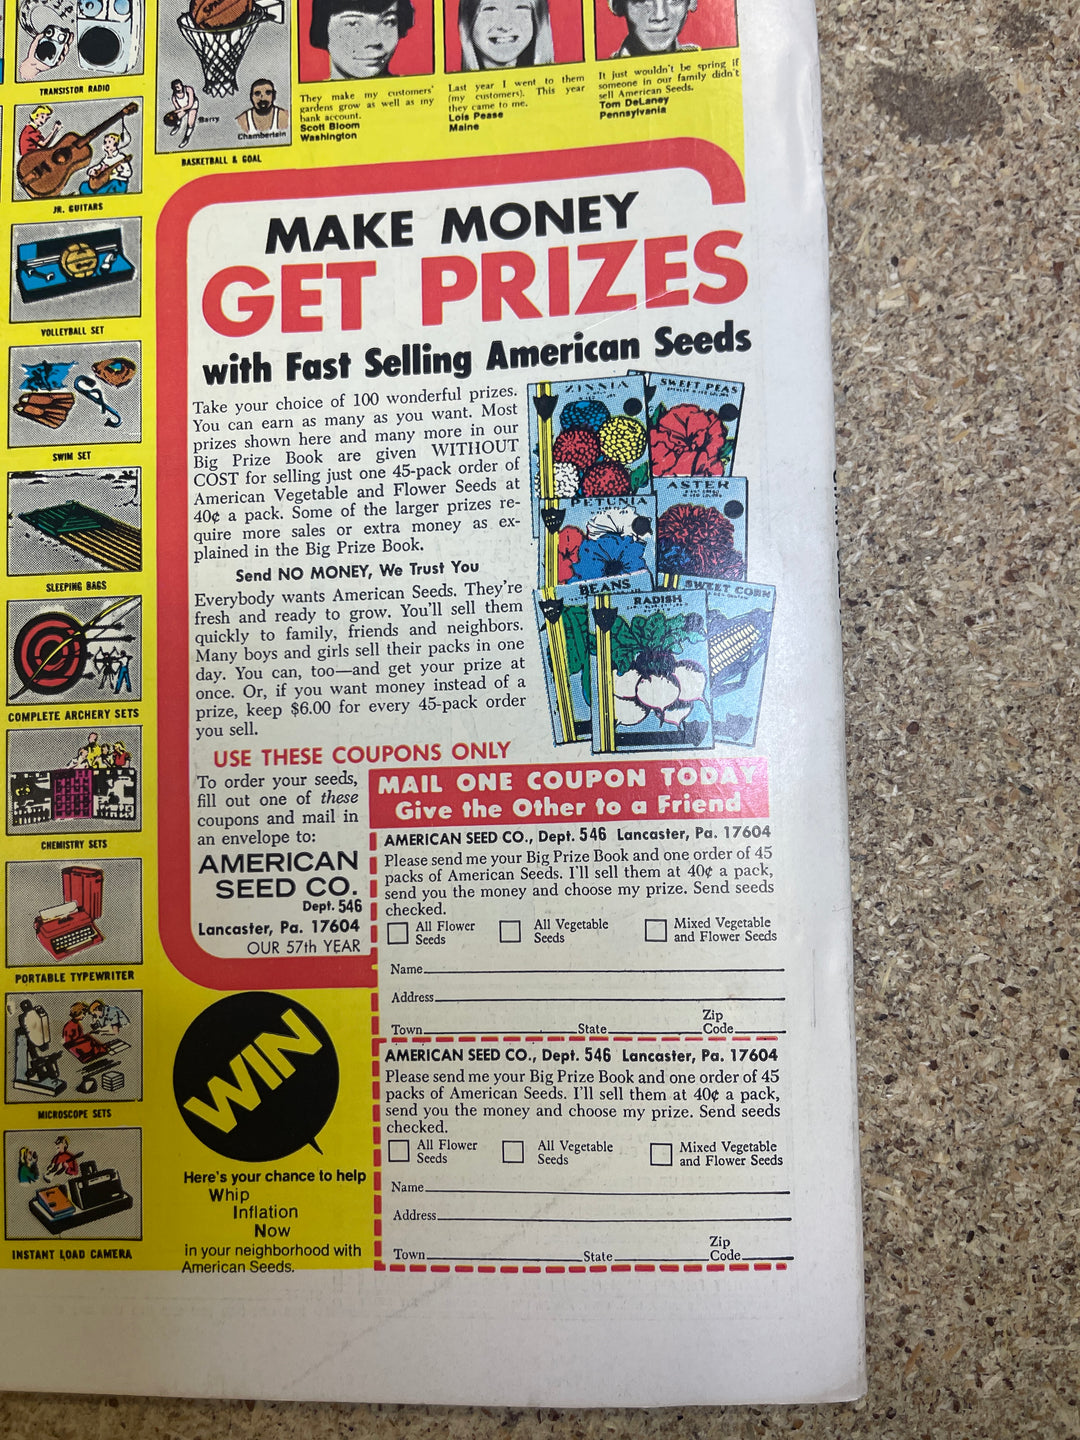 TRANSISTOR RADIO
Barry
Chamberlain
BASKETBALL & GOAL
JR. GUITARS
VOLLEYBALL SET
SWIM SET
SLEEPING BAGS
COMPLETE ARCHERY SETS
CHEMISTRY SETS
PORTABLE TYPEWRITER
MICROSCOPE SETS
INSTANT LOAD CAMERA
They make my customers'
gardens grow as well as my
bank account.
Scott Bloom
Washington
Last year I went to them
(my customers). This year
they came to me.
Lois Pease
Maine
It just wouldn't be spring if
someone in our family didn't
sell American Seeds.
Tom DeLaney
Pennsylvania
MAKE MONEY
GET PRIZES
with Fast Selling American Seeds
Take your choice of 100 wonderful prizes.
You can earn as many as you want. Most
prizes shown here and many more in our
Big Prize Book are given WITHOUT
COST for selling just one 45-pack order of
American Vegetable and Flower Seeds at
40¢ a pack. Some of the larger prizes re-
quire more sales or extra money as ex-
plained in the Big Prize Book.
Send NO MONEY, We Trust You
Everybody wants American Seeds. They're
fresh and ready to grow. You'll sell them
quickly to family, friends and neighbors.
Many boys and girls sell their packs in one
day. You can, too—and get your prize at
once. Or, if you want money instead of a
prize, keep $6.00 for every 45-pack order
you sell.
ZINNIA
SWEET PEAS
ASTER
PETUNIA
BEANS
RADISH
SWEET CORN
USE THESE COUPONS ONLY
To order your seeds,
fill out one of these
coupons and mail in
an envelope to:
AMERICAN
SEED CO.
Dept. 546
Lancaster, Pa. 17604
OUR 57th YEAR
MAIL ONE COUPON TODAY
Give the Other to a Friend
AMERICAN SEED CO., Dept. 546 Lancaster, Pa. 17604
Please send me your Big Prize Book and one order of 45
packs of American Seeds. I'll sell them at 40¢ a pack,
send you the money and choose my prize. Send seeds
checked.
All Flower Seeds All Vegetable Seeds Mixed Vegetable and Flower Seeds
Name
Address
Town State Zip Code
AMERICAN SEED CO., Dept. 546 Lancaster, Pa. 17604
Please send me your Big Prize Book and one order of 45
packs of American Seeds. I'll sell them at 40¢ a pack,
send you the money and choose my prize. Send seeds
checked.
All Flower Seeds All Vegetable Seeds Mixed Vegetable and Flower Seeds
Name
Address
Town State Zip Code
WIN
Here's your chance to help
Whip
Inflation
Now
in your neighborhood with
American Seeds.